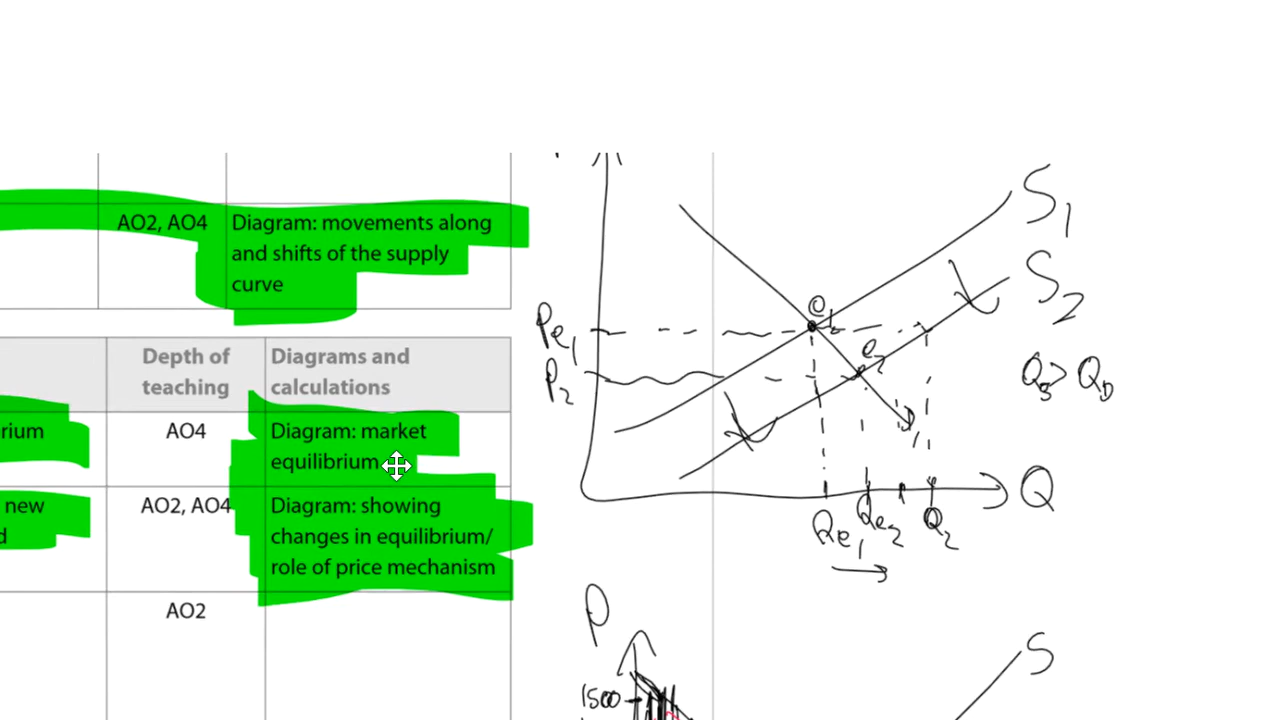 AO2, AO4
Diagram: movements along
and shifts of the supply
curve
Depth of
teaching
Diagrams and
calculations
rium
AO4
Diagram: market
equilibrium
new
d
AO2, AO4
Diagram: showing
changes in equilibrium/
role of price mechanism
AO2
S1
S2
e1
Pe1
e2
P2
QS > QD
Q
Qe1
Qe2
Q2
P
S
1500